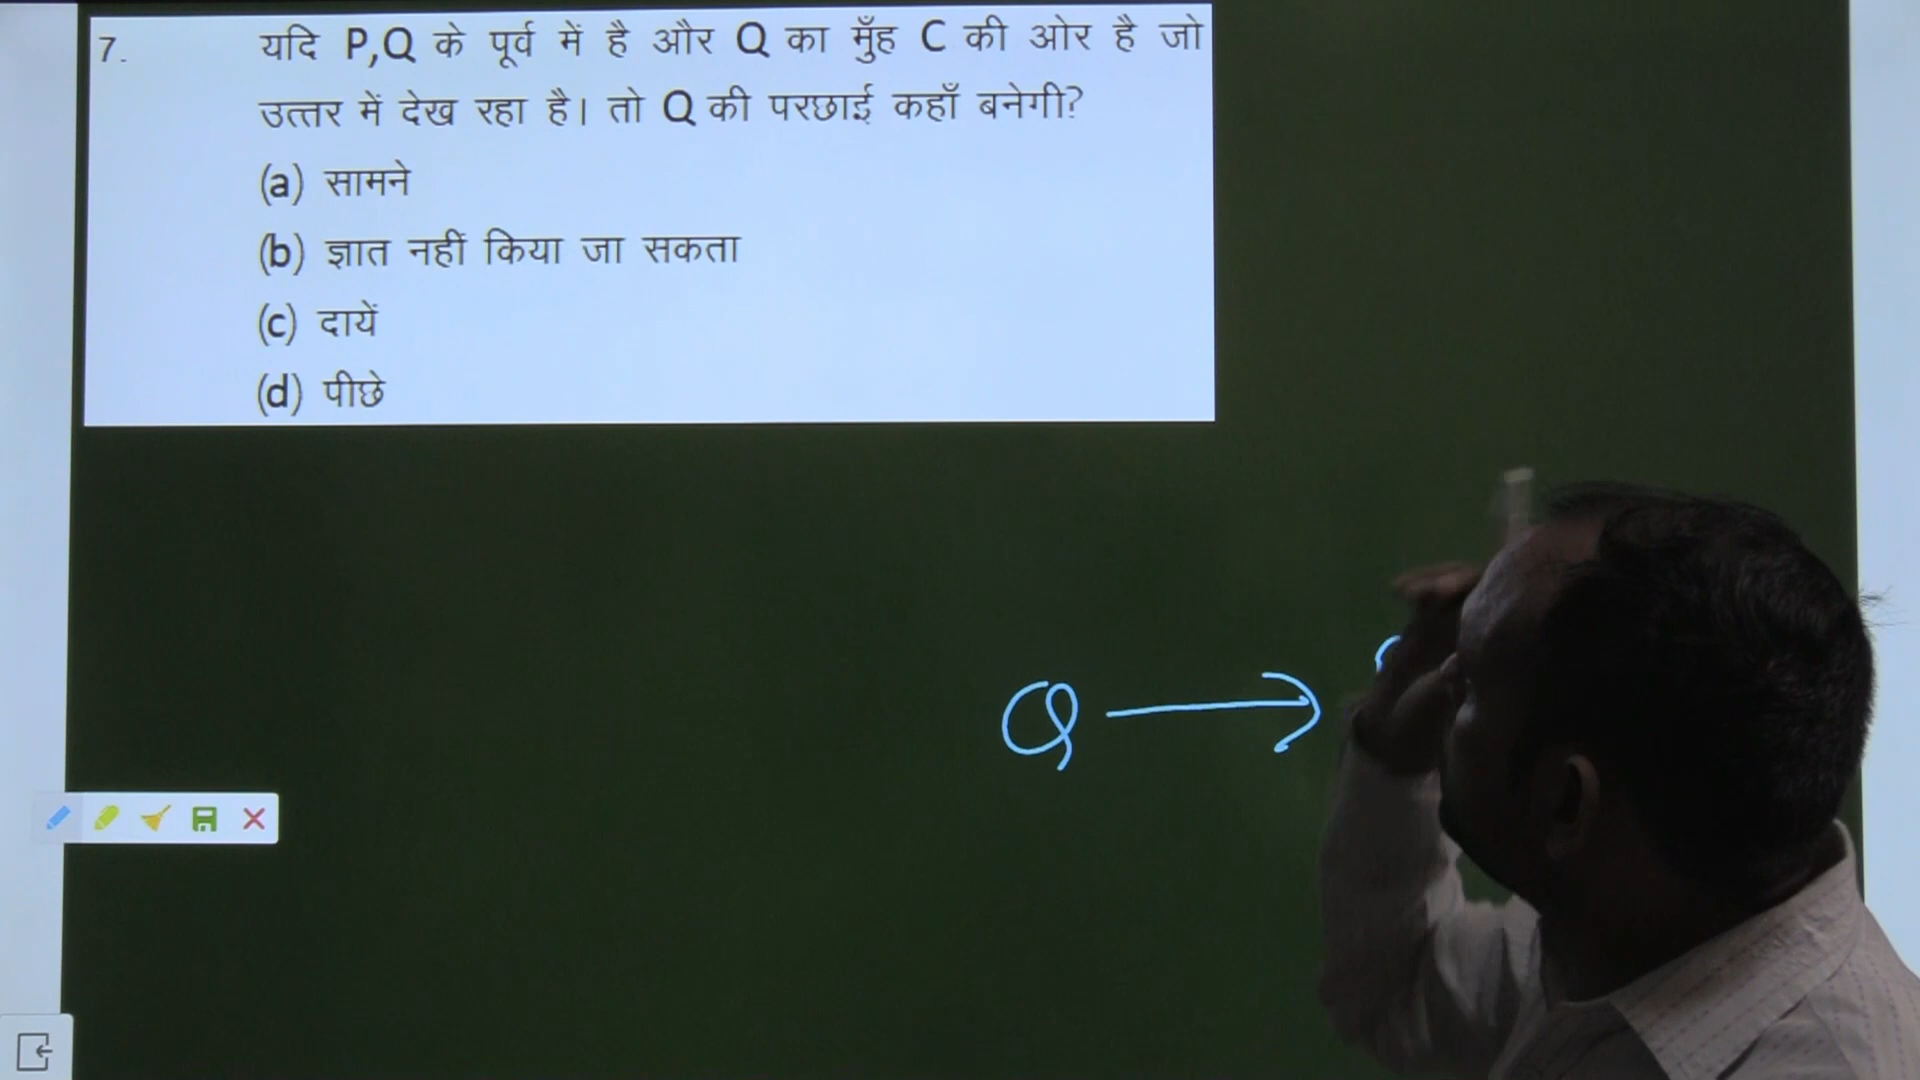 7. यदि P,Q के पूर्व में है और Q का मुँह C की ओर है जो
उत्तर में देख रहा है। तो Q की परछाई कहाँ बनेगी?
(a) सामने
(b) ज्ञात नहीं किया जा सकता
(c) दायें
(d) पीछे
Q